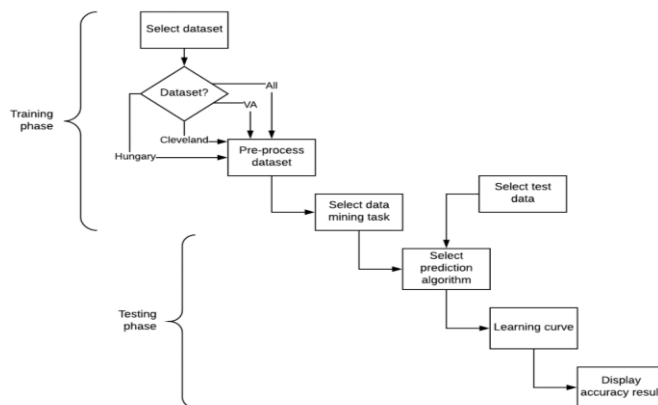 Select dataset
Dataset?
All
VA
Cleveland
Hungary
Pre-process
dataset
Training
phase
Select data
mining task
Select test
data
Select
prediction
algorithm
Testing
phase
Learning curve
Display
accuracy result